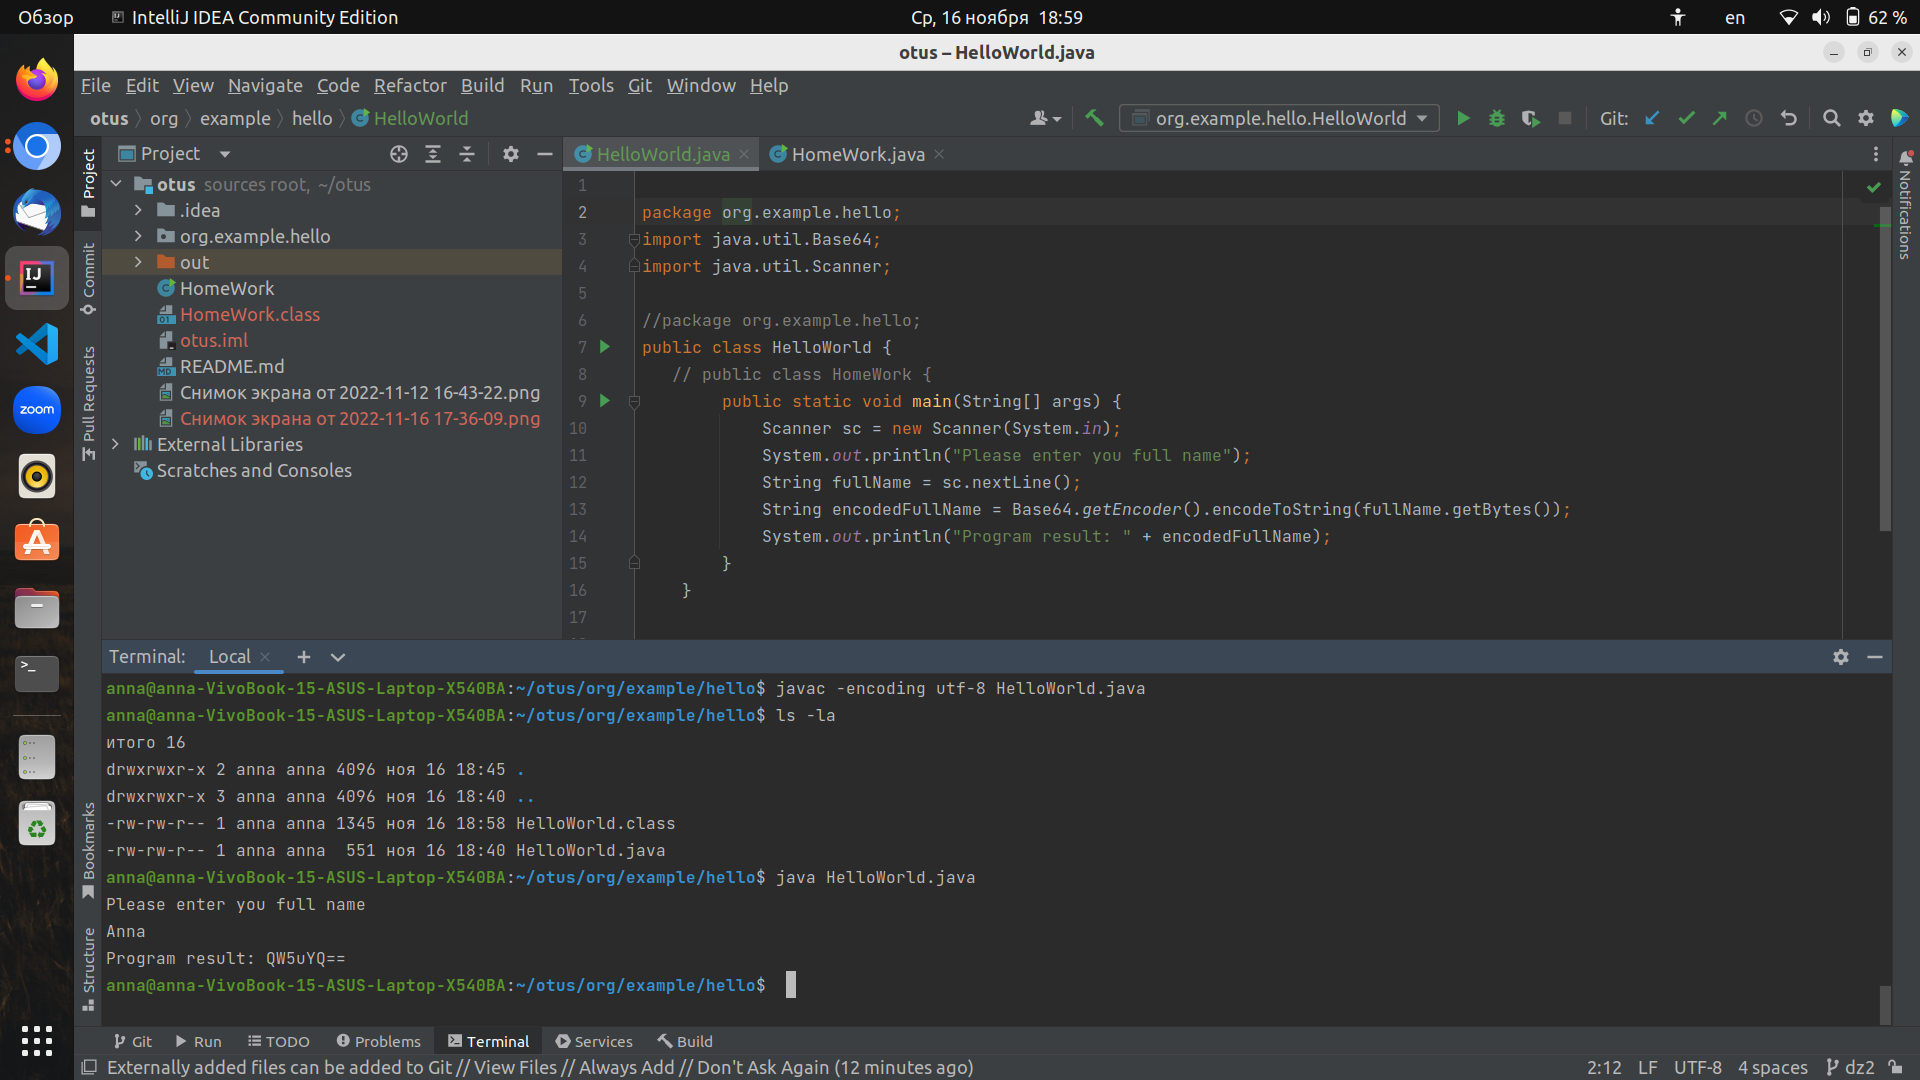 Обзор
IntelliJ IDEA Community Edition
Ср, 16 ноября 18:59
en
62 %
otus – HelloWorld.java
File Edit View Navigate Code Refactor Build Run Tools Git Window Help
otus org example hello HelloWorld
org.example.hello.HelloWorld
Git:
Project
HelloWorld.java
HomeWork.java
Project
Commit
Pull Requests
Bookmarks
Structure
Notifications
zoom
otus sources root, ~/otus
.idea
org.example.hello
out
HomeWork
HomeWork.class
otus.iml
README.md
Снимок экрана от 2022-11-12 16-43-22.png
Снимок экрана от 2022-11-16 17-36-09.png
External Libraries
Scratches and Consoles
1
2 package org.example.hello;
3 import java.util.Base64;
4 import java.util.Scanner;
5
6 //package org.example.hello;
7 public class HelloWorld {
8 // public class HomeWork {
9 public static void main(String[] args) {
10 Scanner sc = new Scanner(System.in);
11 System.out.println("Please enter you full name");
12 String fullName = sc.nextLine();
13 String encodedFullName = Base64.getEncoder().encodeToString(fullName.getBytes());
14 System.out.println("Program result: " + encodedFullName);
15 }
16 }
17
Terminal: Local
anna@anna-VivoBook-15-ASUS-Laptop-X540BA:~/otus/org/example/hello$ javac -encoding utf-8 HelloWorld.java
anna@anna-VivoBook-15-ASUS-Laptop-X540BA:~/otus/org/example/hello$ ls -la
итого 16
drwxrwxr-x 2 anna anna 4096 ноя 16 18:45 .
drwxrwxr-x 3 anna anna 4096 ноя 16 18:40 ..
-rw-rw-r-- 1 anna anna 1345 ноя 16 18:58 HelloWorld.class
-rw-rw-r-- 1 anna anna  551 ноя 16 18:40 HelloWorld.java
anna@anna-VivoBook-15-ASUS-Laptop-X540BA:~/otus/org/example/hello$ java HelloWorld.java
Please enter you full name
Anna
Program result: QW5uYQ==
anna@anna-VivoBook-15-ASUS-Laptop-X540BA:~/otus/org/example/hello$
Git Run TODO Problems Terminal Services Build
Externally added files can be added to Git // View Files // Always Add // Don't Ask Again (12 minutes ago)
2:12 LF UTF-8 4 spaces dz2